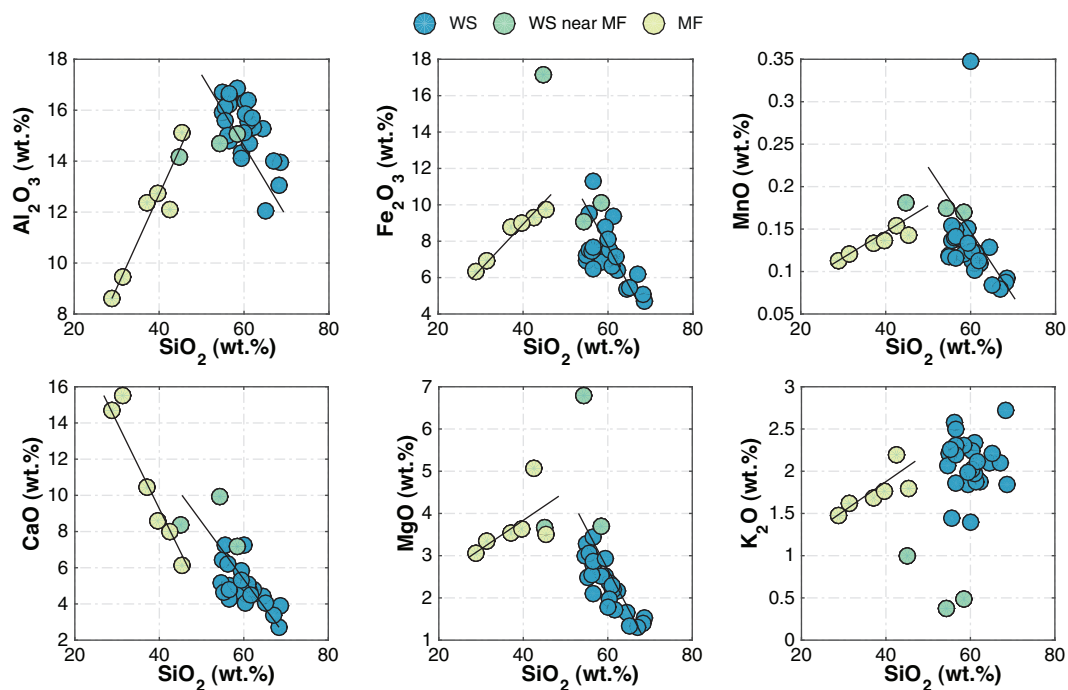 WS WS near MF MF
18
16
14
12
10
8
20 40 60 80
Al₂O₃ (wt.%)
SiO₂ (wt.%)
18
16
14
12
10
8
6
4
20 40 60 80
Fe₂O₃ (wt.%)
SiO₂ (wt.%)
0.35
0.3
0.25
0.2
0.15
0.1
0.05
20 40 60 80
MnO (wt.%)
SiO₂ (wt.%)
16
14
12
10
8
6
4
2
20 40 60 80
CaO (wt.%)
SiO₂ (wt.%)
7
6
5
4
3
2
1
20 40 60 80
MgO (wt.%)
SiO₂ (wt.%)
3
2.5
2
1.5
1
0.5
0
20 40 60 80
K₂O (wt.%)
SiO₂ (wt.%)